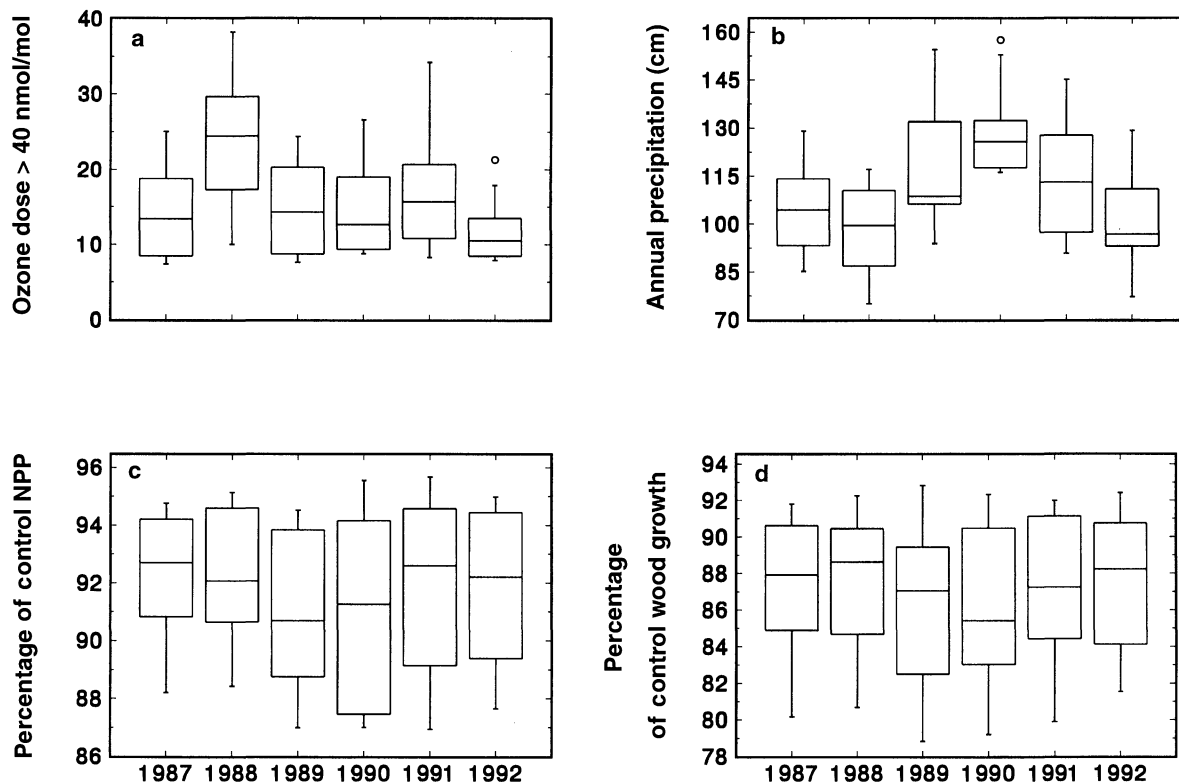 a
Ozone dose > 40 nmol/mol
40
30
20
10
0
b
Annual precipitation (cm)
160
145
130
115
100
85
70
c
Percentage of control NPP
96
94
92
90
88
86
1987 1988 1989 1990 1991 1992
d
Percentage
of control wood growth
94
92
90
88
86
84
82
80
78
1987 1988 1989 1990 1991 1992